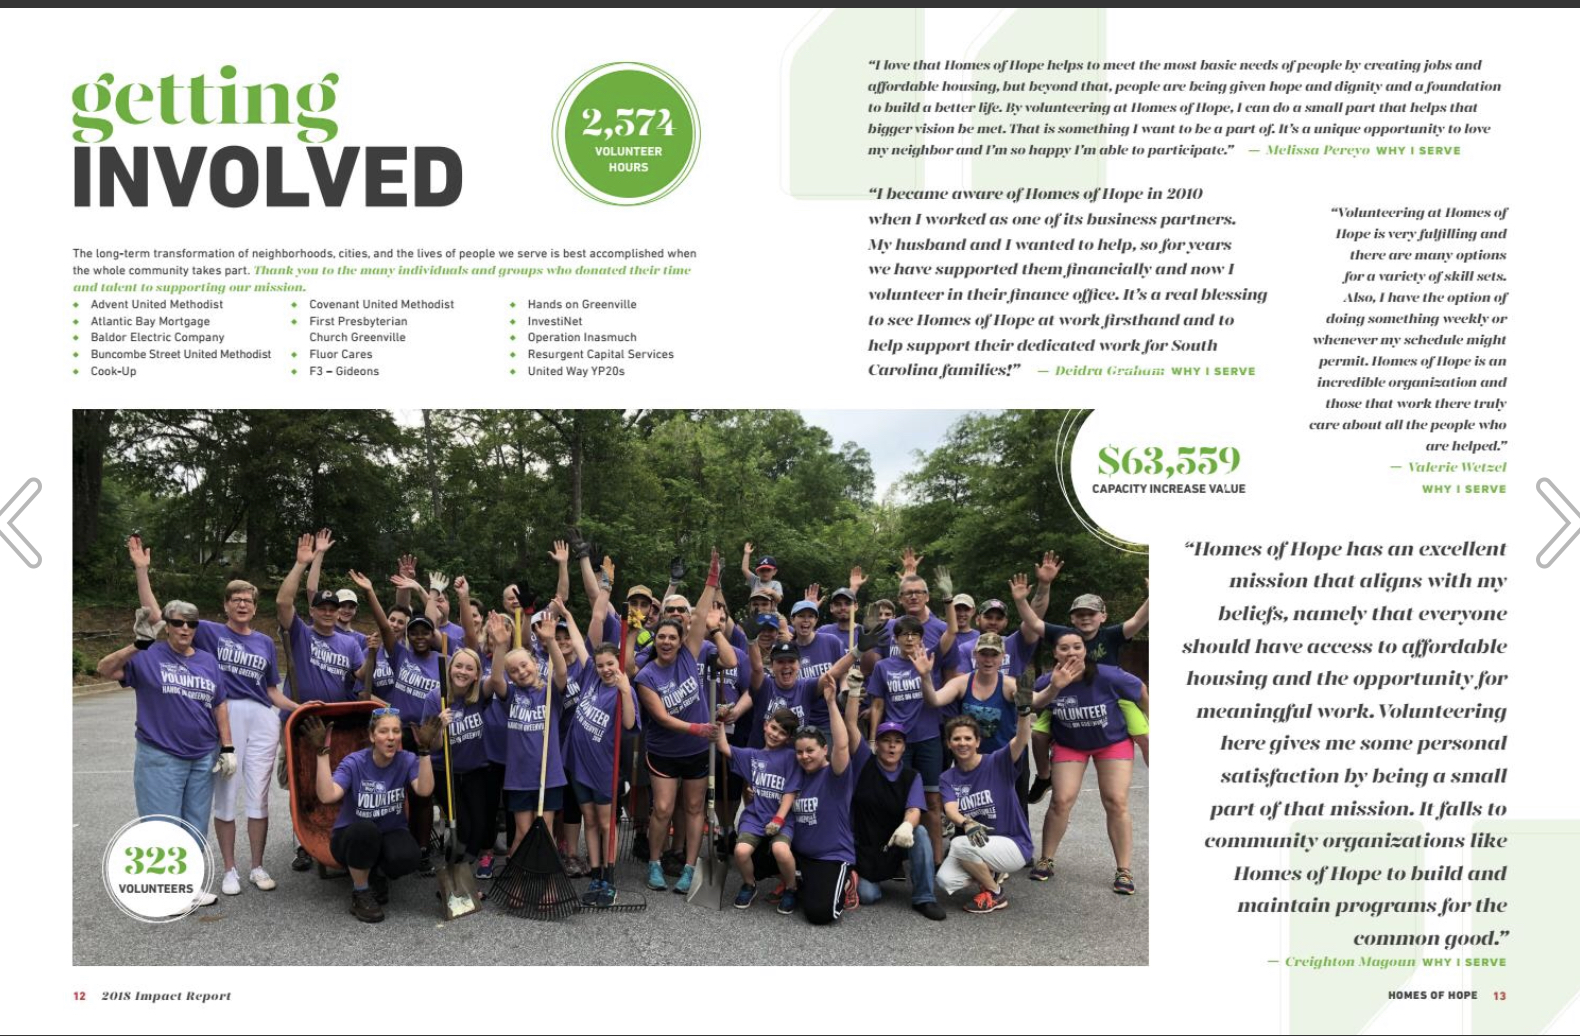 getting
INVOLVED
2,574
VOLUNTEER
HOURS
The long-term transformation of neighborhoods, cities, and the lives of people we serve is best accomplished when
the whole community takes part. Thank you to the many individuals and groups who donated their time
and talent to supporting our mission.
Advent United Methodist
Atlantic Bay Mortgage
Baldor Electric Company
Buncombe Street United Methodist
Cook-Up
Covenant United Methodist
First Presbyterian
Church Greenville
Fluor Cares
F3 – Gideons
Hands on Greenville
InvestiNet
Operation Inasmuch
Resurgent Capital Services
United Way YP20s
323
VOLUNTEERS
12 2018 Impact Report
“I love that Homes of Hope helps to meet the most basic needs of people by creating jobs and
affordable housing, but beyond that, people are being given hope and dignity and a foundation
to build a better life. By volunteering at Homes of Hope, I can do a small part that helps that
bigger vision be met. That is something I want to be a part of. It’s a unique opportunity to love
my neighbor and I’m so happy I’m able to participate.” — Melissa Pereyo WHY I SERVE
“I became aware of Homes of Hope in 2010
when I worked as one of its business partners.
My husband and I wanted to help, so for years
we have supported them financially and now I
volunteer in their finance office. It’s a real blessing
to see Homes of Hope at work firsthand and to
help support their dedicated work for South
Carolina families!” — Deidra Graham WHY I SERVE
“Volunteering at Homes of
Hope is very fulfilling and
there are many options
for a variety of skill sets.
Also, I have the option of
doing something weekly or
whenever my schedule might
permit. Homes of Hope is an
incredible organization and
those that work there truly
care about all the people who
are helped.”
— Valerie Wetzel
WHY I SERVE
$63,559
CAPACITY INCREASE VALUE
“Homes of Hope has an excellent
mission that aligns with my
beliefs, namely that everyone
should have access to affordable
housing and the opportunity for
meaningful work. Volunteering
here gives me some personal
satisfaction by being a small
part of that mission. It falls to
community organizations like
Homes of Hope to build and
maintain programs for the
common good.”
— Creighton Magoun WHY I SERVE
HOMES OF HOPE 13
VOLUNTEER
HANDS ON GREENVILLE